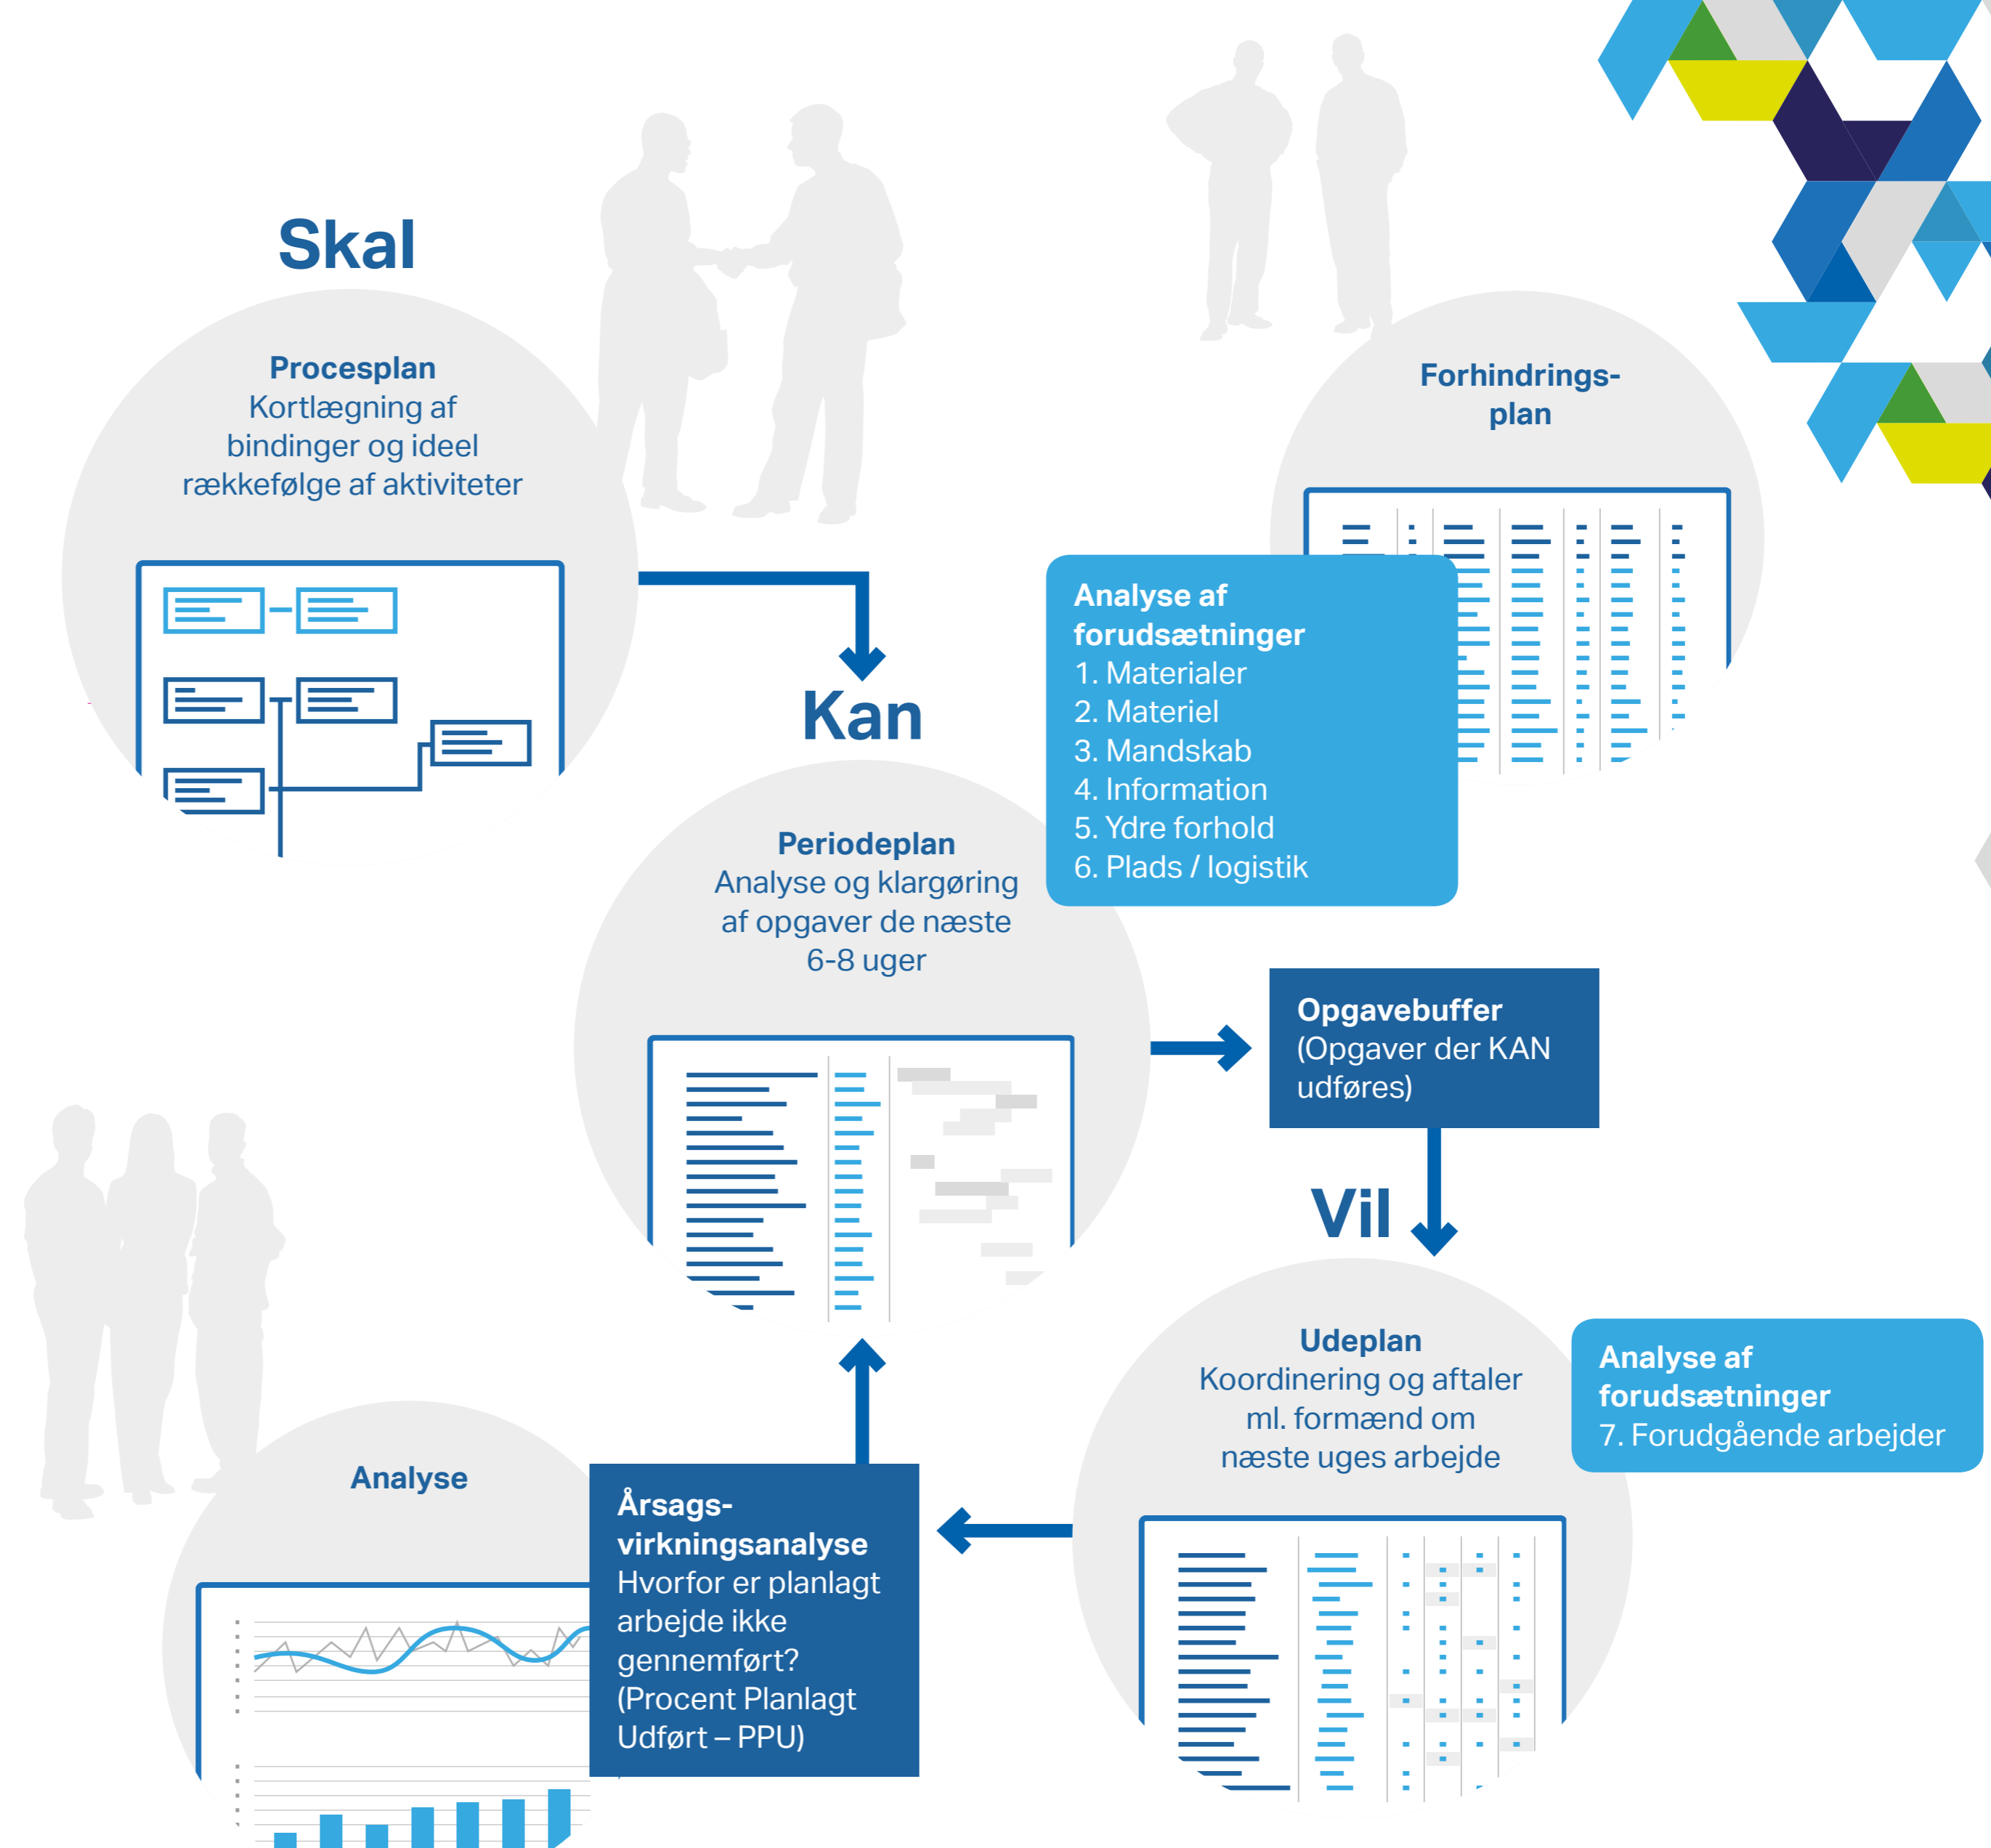 Skal
Procesplan
Kortlægning af
bindinger og ideel
rækkefølge af aktiviteter
Forhindrings-
plan
Analyse af
forudsætninger
1. Materialer
2. Materiel
3. Mandskab
4. Information
5. Ydre forhold
6. Plads / logistik
Kan
Periodeplan
Analyse og klargøring
af opgaver de næste
6-8 uger
Opgavebuffer
(Opgaver der KAN
udføres)
Vil
Udeplan
Koordinering og aftaler
ml. formænd om
næste uges arbejde
Analyse af
forudsætninger
7. Forudgående arbejder
Analyse
Årsags-
virkningsanalyse
Hvorfor er planlagt
arbejde ikke
gennemført?
(Procent Planlagt
Udført – PPU)